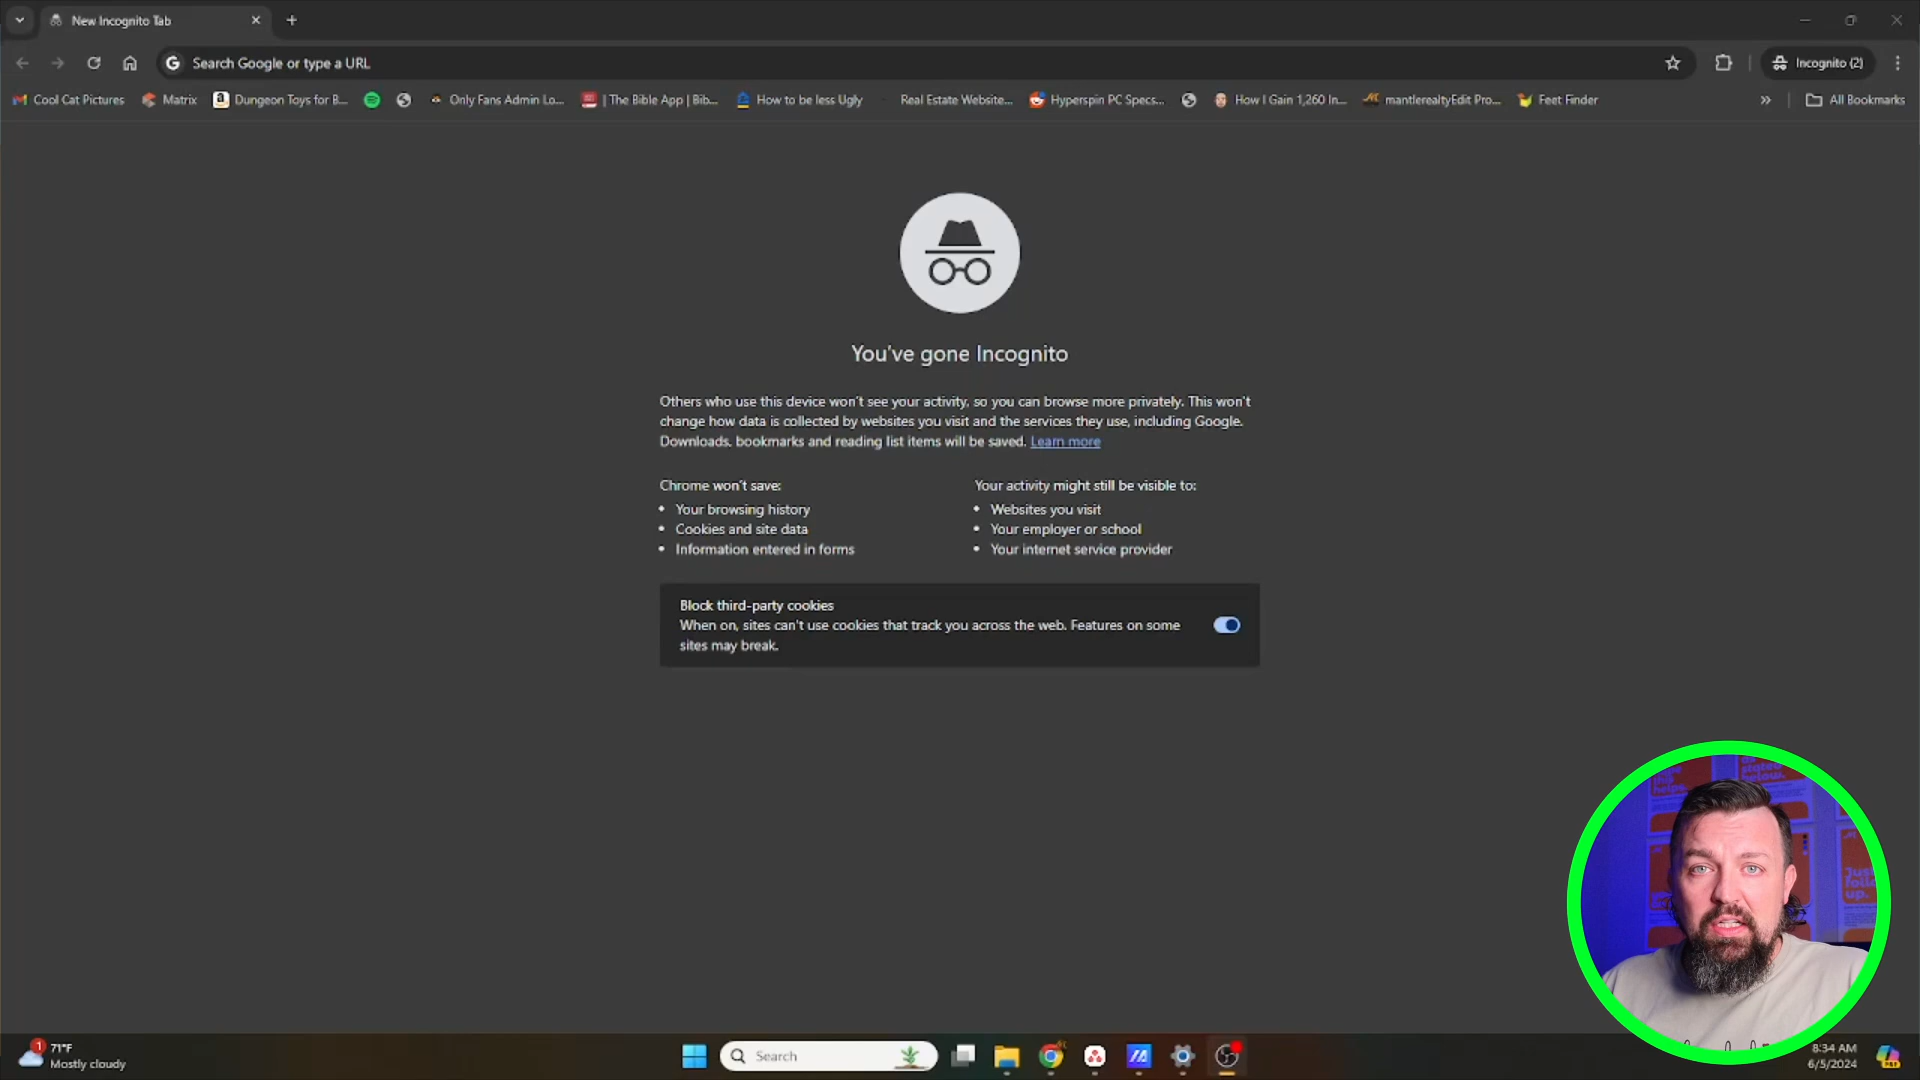 New Incognito Tab
Search Google or type a URL
Incognito (2)
Cool Cat Pictures
Matrix
Dungeon Toys for B...
Only Fans Admin Lo...
| The Bible App | Bib...
How to be less Ugly
Real Estate Website...
Hyperspin PC Specs...
How I Gain 1,260 In...
mantlerealtyEdit Pro...
Feet Finder
All Bookmarks
You've gone Incognito
Others who use this device won't see your activity, so you can browse more privately. This won't
change how data is collected by websites you visit and the services they use, including Google.
Downloads, bookmarks and reading list items will be saved. Learn more
Chrome won't save:
Your browsing history
Cookies and site data
Information entered in forms
Your activity might still be visible to:
Websites you visit
Your employer or school
Your internet service provider
Block third-party cookies
When on, sites can't use cookies that track you across the web. Features on some
sites may break.
as
stated
below.
helps.
Just
follow
up.
1
71°F
Mostly cloudy
Search
8:34 AM
6/5/2024